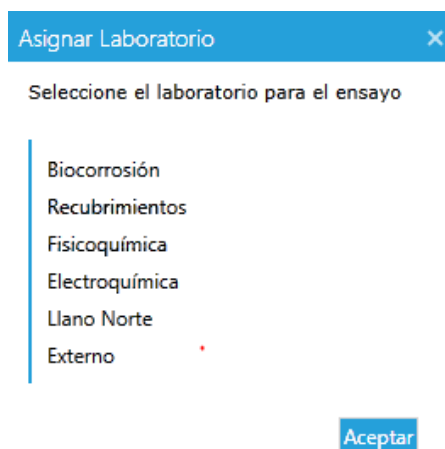 Asignar Laboratorio
Seleccione el laboratorio para el ensayo
Biocorrosión
Recubrimientos
Fisicoquímica
Electroquímica
Llano Norte
Externo
Aceptar